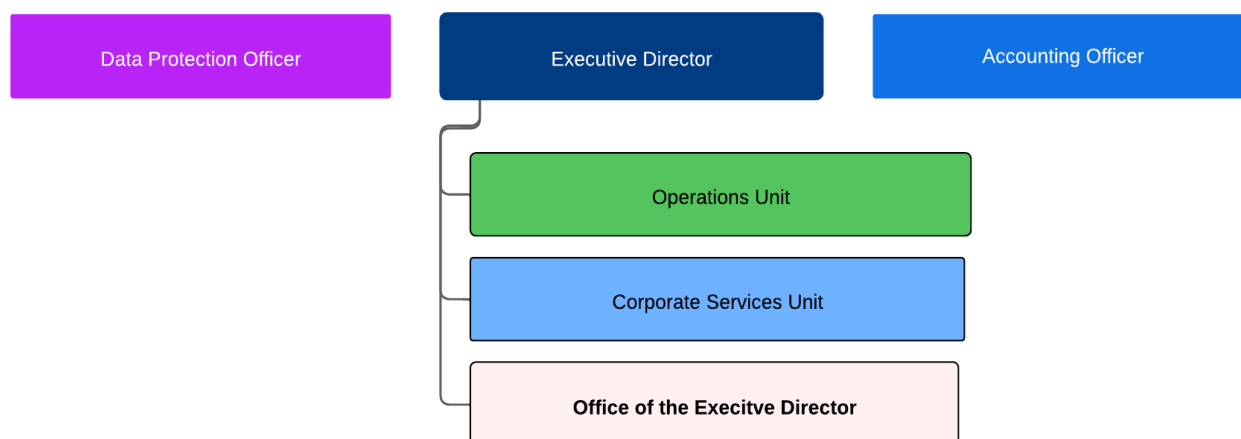 Data Protection Officer
Executive Director
Accounting Officer
Operations Unit
Corporate Services Unit
Office of the Execitve Director